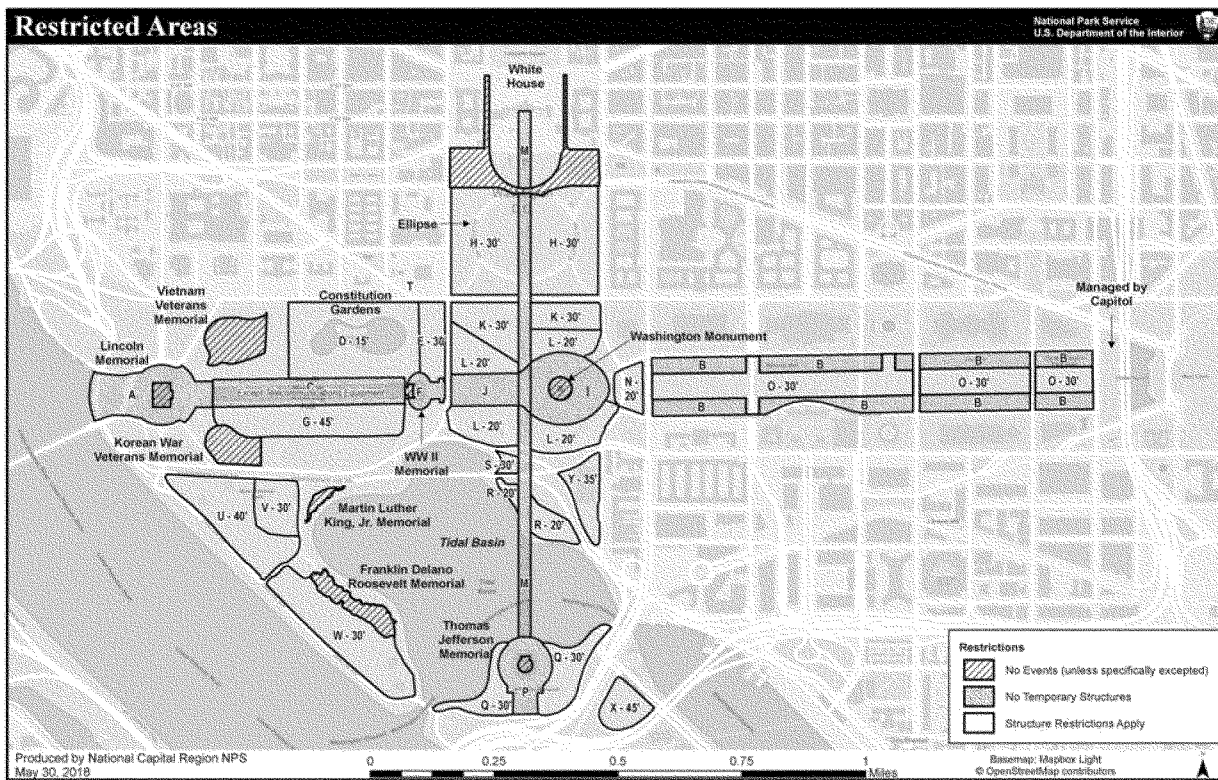 Restricted Areas
National Park Service
U.S. Department of the Interior
White
House
M
Ellipse
H - 30'
H - 30'
Vietnam
Veterans
Memorial
T
Constitution
Gardens
Managed by
Capitol
K - 30'
K - 30'
Washington Monument
D - 15'
E - 30'
L - 20'
L - 20'
Lincoln
Memorial
A
J
I
N -
20'
B
B
B
B
O - 30'
O - 30'
O - 30'
B
B
B
B
G - 45'
L - 20'
L - 20'
Korean War
Veterans Memorial
WW II
Memorial
S - 30'
Y - 35'
R - 20'
R - 20'
U - 40'
V - 30'
Martin Luther
King, Jr. Memorial
Tidal Basin
Franklin Delano
Roosevelt Memorial
M
W - 30'
Thomas
Jefferson
Memorial
Q - 30'
P
Q - 30'
X - 45'
Restrictions
No Events (unless specifically excepted)
No Temporary Structures
Structure Restrictions Apply
Produced by National Capital Region NPS
May 30, 2018
0 0.25 0.5 0.75 1
Miles
Basemap: Mapbox Light
© OpenStreetMap contributors